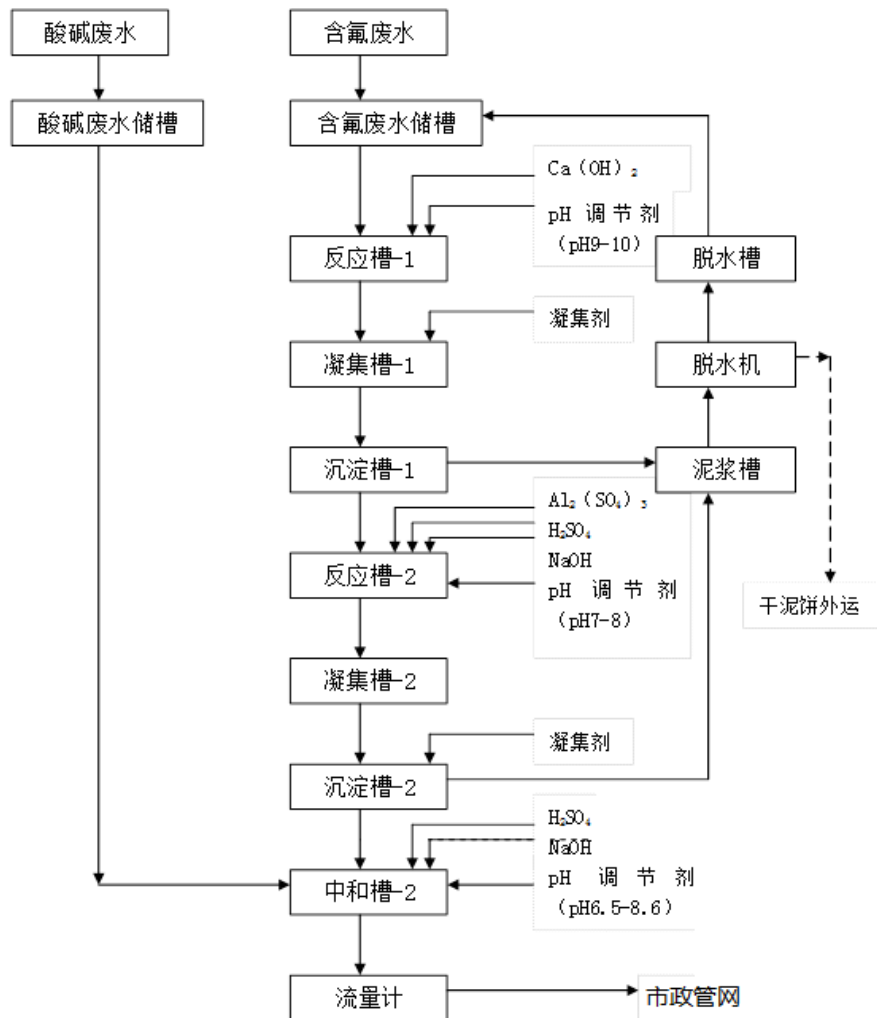 酸碱废水
含氟废水
酸碱废水储槽
含氟废水储槽
Ca(OH)₂
pH 调节剂
(pH9-10)
反应槽-1
脱水槽
凝集剂
凝集槽-1
脱水机
沉淀槽-1
泥浆槽
Al₂(SO₄)₃
H₂SO₄
NaOH
pH 调节剂
(pH7-8)
反应槽-2
干泥饼外运
凝集槽-2
凝集剂
沉淀槽-2
H₂SO₄
NaOH
pH 调节剂
(pH6.5-8.6)
中和槽-2
流量计
市政管网